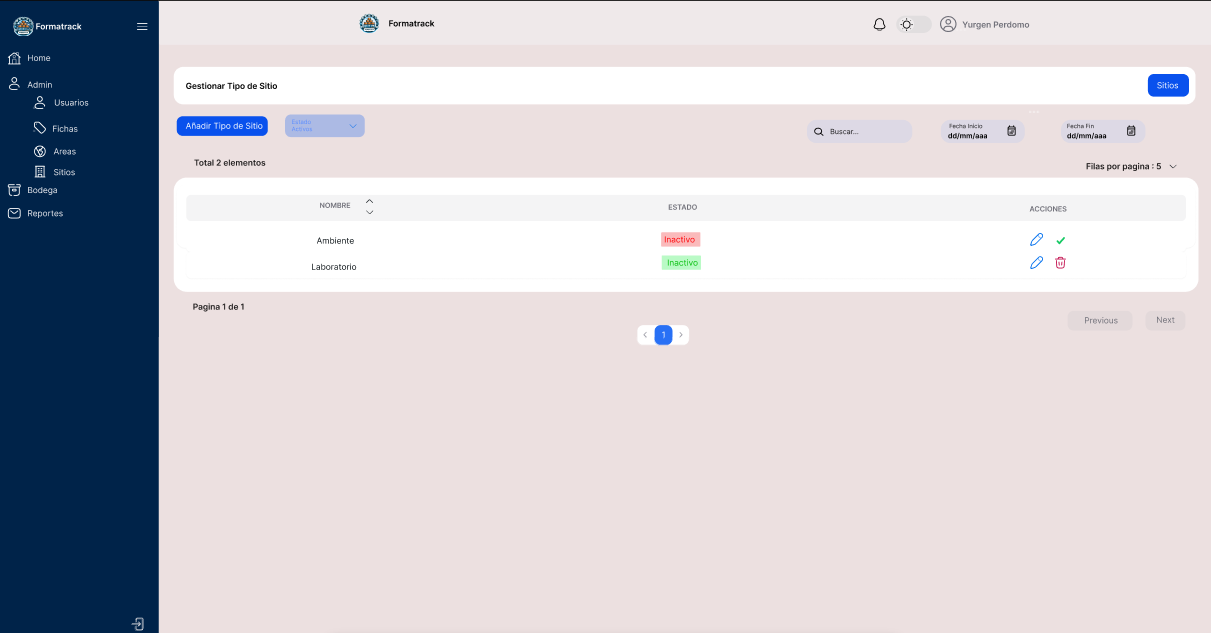 Formatrack
Home
Admin
Usuarios
Fichas
Areas
Sitios
Bodega
Reportes
Formatrack
Yurgen Perdomo
Gestionar Tipo de Sitio
Sitios
Añadir Tipo de Sitio
Estado
Activos
Buscar...
Fecha Inicio
dd/mm/aaa
Fecha Fin
dd/mm/aaa
Total 2 elementos
Filas por pagina : 5
NOMBRE ESTADO ACCIONES
Ambiente Inactivo
Laboratorio Inactivo
Pagina 1 de 1
1
Previous Next